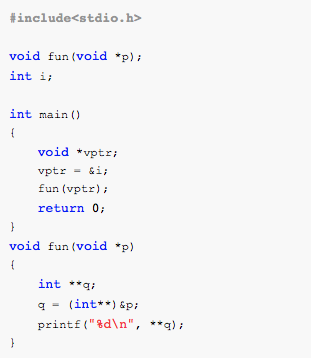 #include<stdio.h>
void fun(void *p);
int i;
int main()
{
void *vptr;
vptr = &i;
fun(vptr);
return 0;
}
void fun(void *p)
{
int **q;
q = (int**)&p;
printf("%d\n", **q);
}